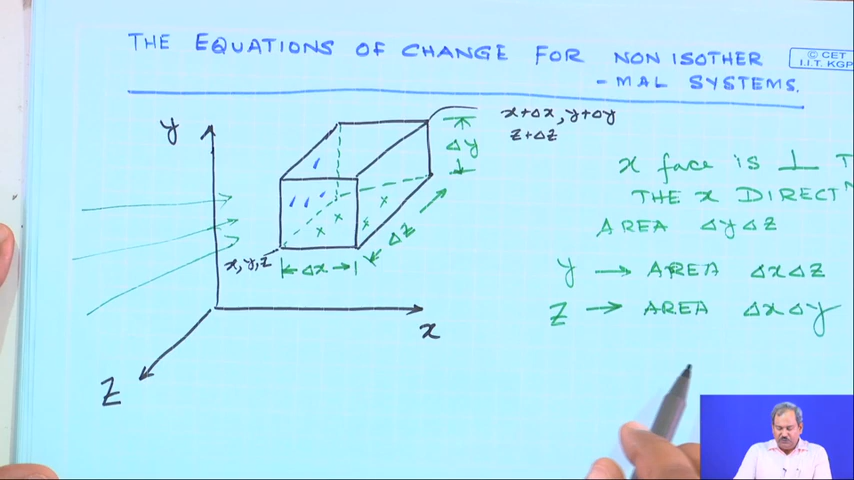 THE EQUATIONS OF CHANGE FOR NON ISOTHER
- MAL SYSTEMS.
© CET
I.I.T. KGP
y
x+Δx, y+Δy
z+Δz
Δy
x face is ⊥ T
THE x DIRECTN
AREA ΔyΔz
Δz
x, y, z
Δx
y → AREA ΔxΔz
z → AREA ΔxΔy
x
Z